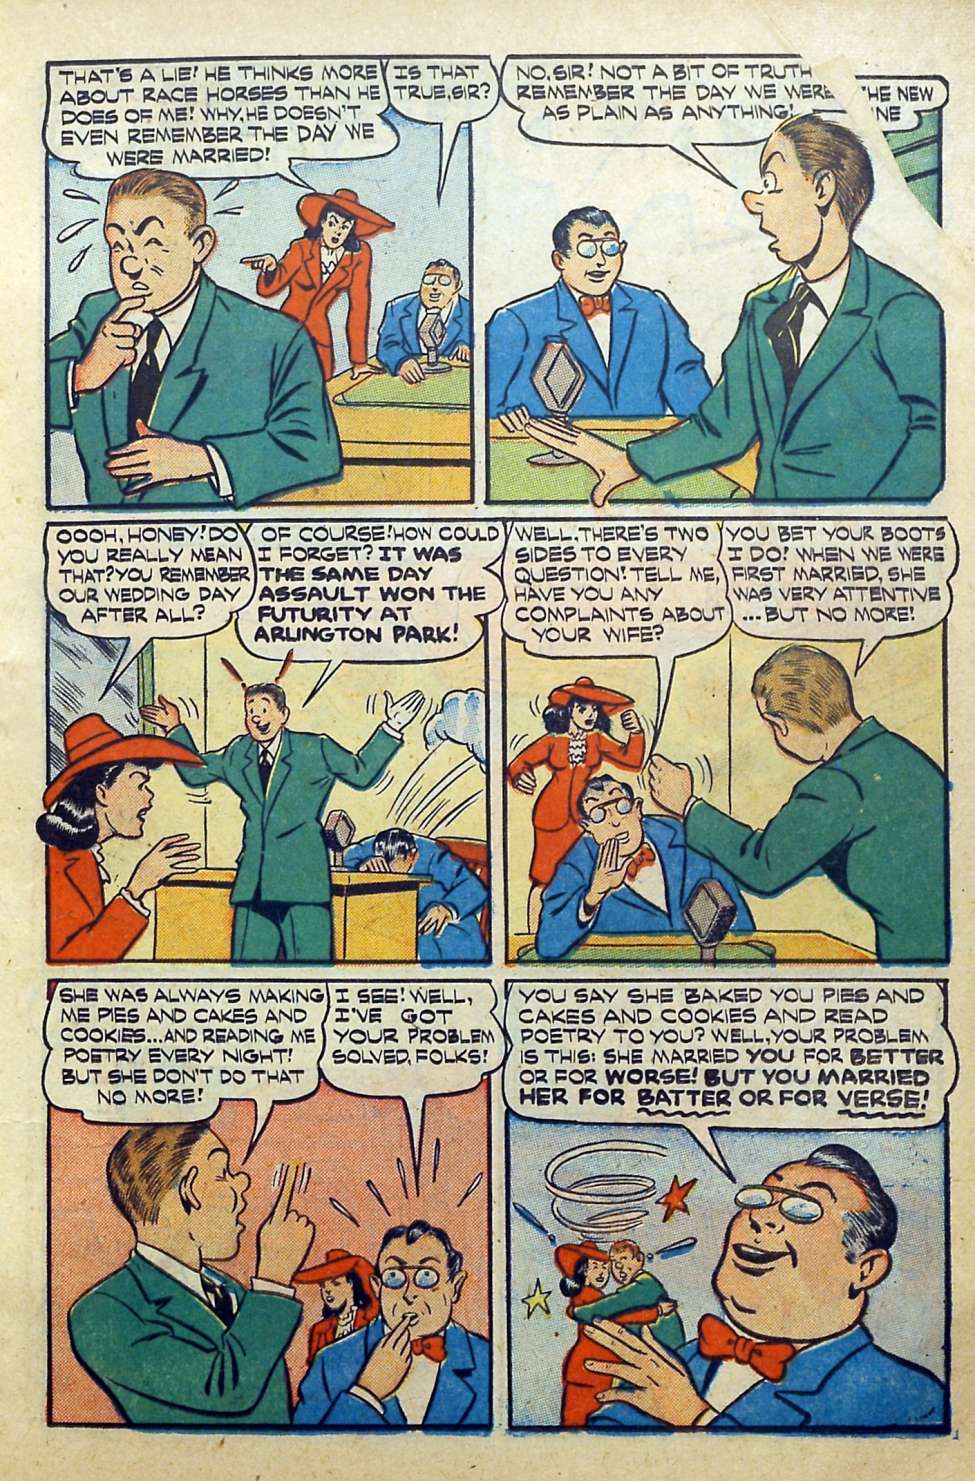 THAT'S A LIE! HE THINKS MORE
ABOUT RACE HORSES THAN HE
DOES OF ME! WHY, HE DOESN'T
EVEN REMEMBER THE DAY WE
WERE MARRIED!
IS THAT
TRUE, SIR?
NO, SIR! NOT A BIT OF TRUTH
REMEMBER THE DAY WE WERE
AS PLAIN AS ANYTHING!
THE NEW
OOOH, HONEY! DO
YOU REALLY MEAN
THAT? YOU REMEMBER
OUR WEDDING DAY
AFTER ALL?
OF COURSE! HOW COULD
I FORGET? IT WAS
THE SAME DAY
ASSAULT WON THE
FUTURITY AT
ARLINGTON PARK!
WELL, THERE'S TWO
SIDES TO EVERY
QUESTION! TELL ME,
HAVE YOU ANY
COMPLAINTS ABOUT
YOUR WIFE?
YOU BET YOUR BOOTS
I DO! WHEN WE WERE
FIRST MARRIED, SHE
WAS VERY ATTENTIVE
...BUT NO MORE!
SHE WAS ALWAYS MAKING
ME PIES AND CAKES AND
COOKIES...AND READING ME
POETRY EVERY NIGHT!
BUT SHE DON'T DO THAT
NO MORE!
I SEE! WELL,
I'VE GOT
YOUR PROBLEM
SOLVED, FOLKS!
YOU SAY SHE BAKED YOU PIES AND
CAKES AND COOKIES AND READ
POETRY TO YOU? WELL, YOUR PROBLEM
IS THIS: SHE MARRIED YOU FOR BETTER
OR FOR WORSE! BUT YOU MARRIED
HER FOR BATTER OR FOR VERSE!